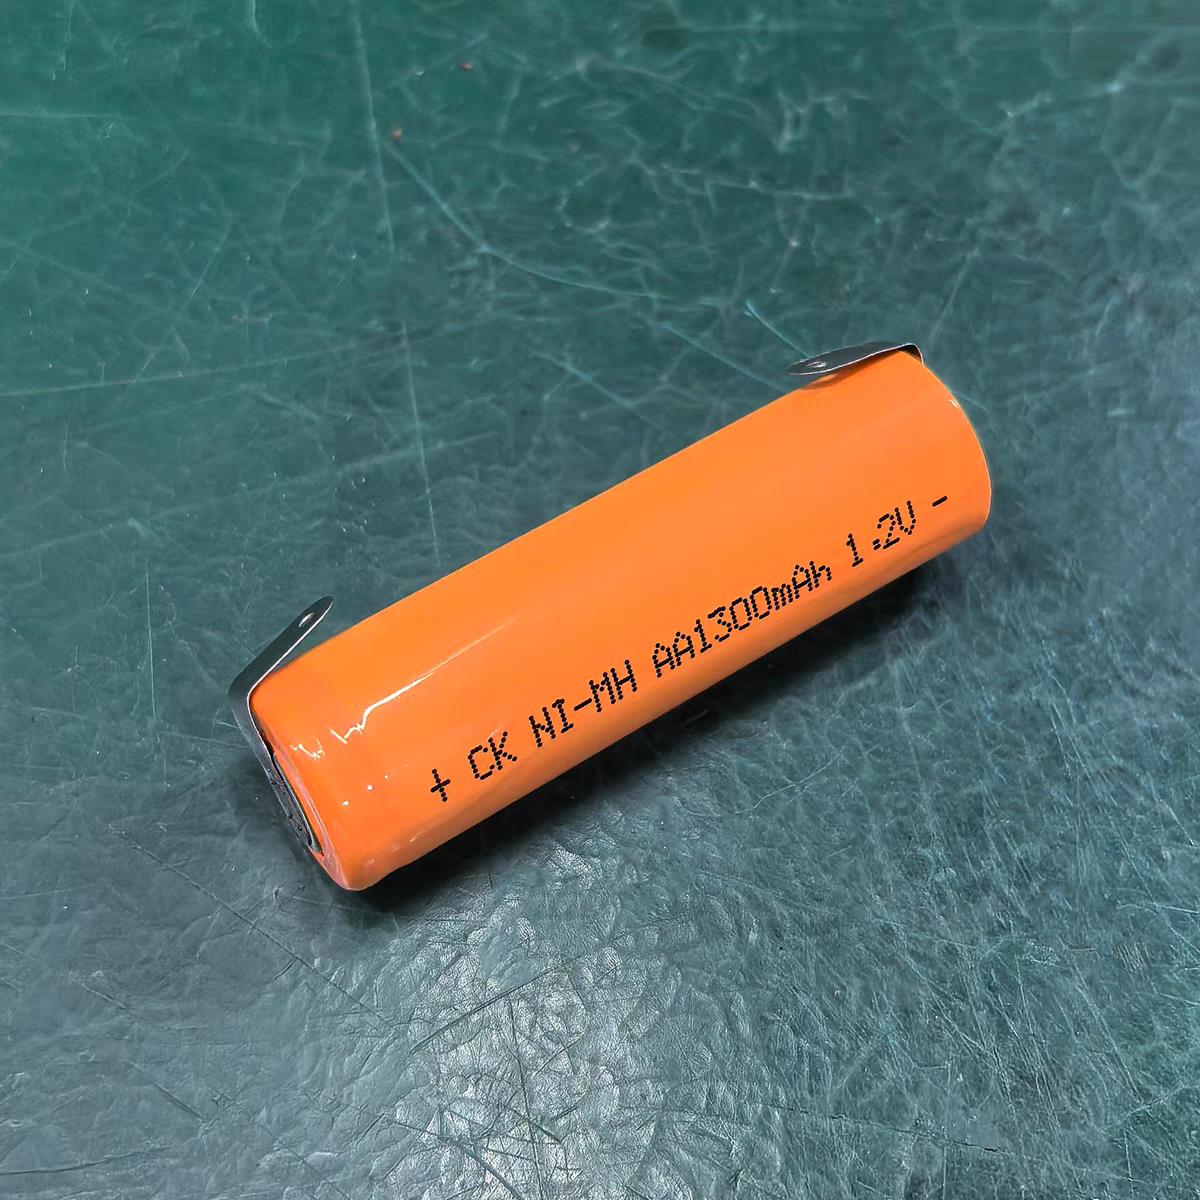 + CK NI-MH AA1300mAh 1.2V -